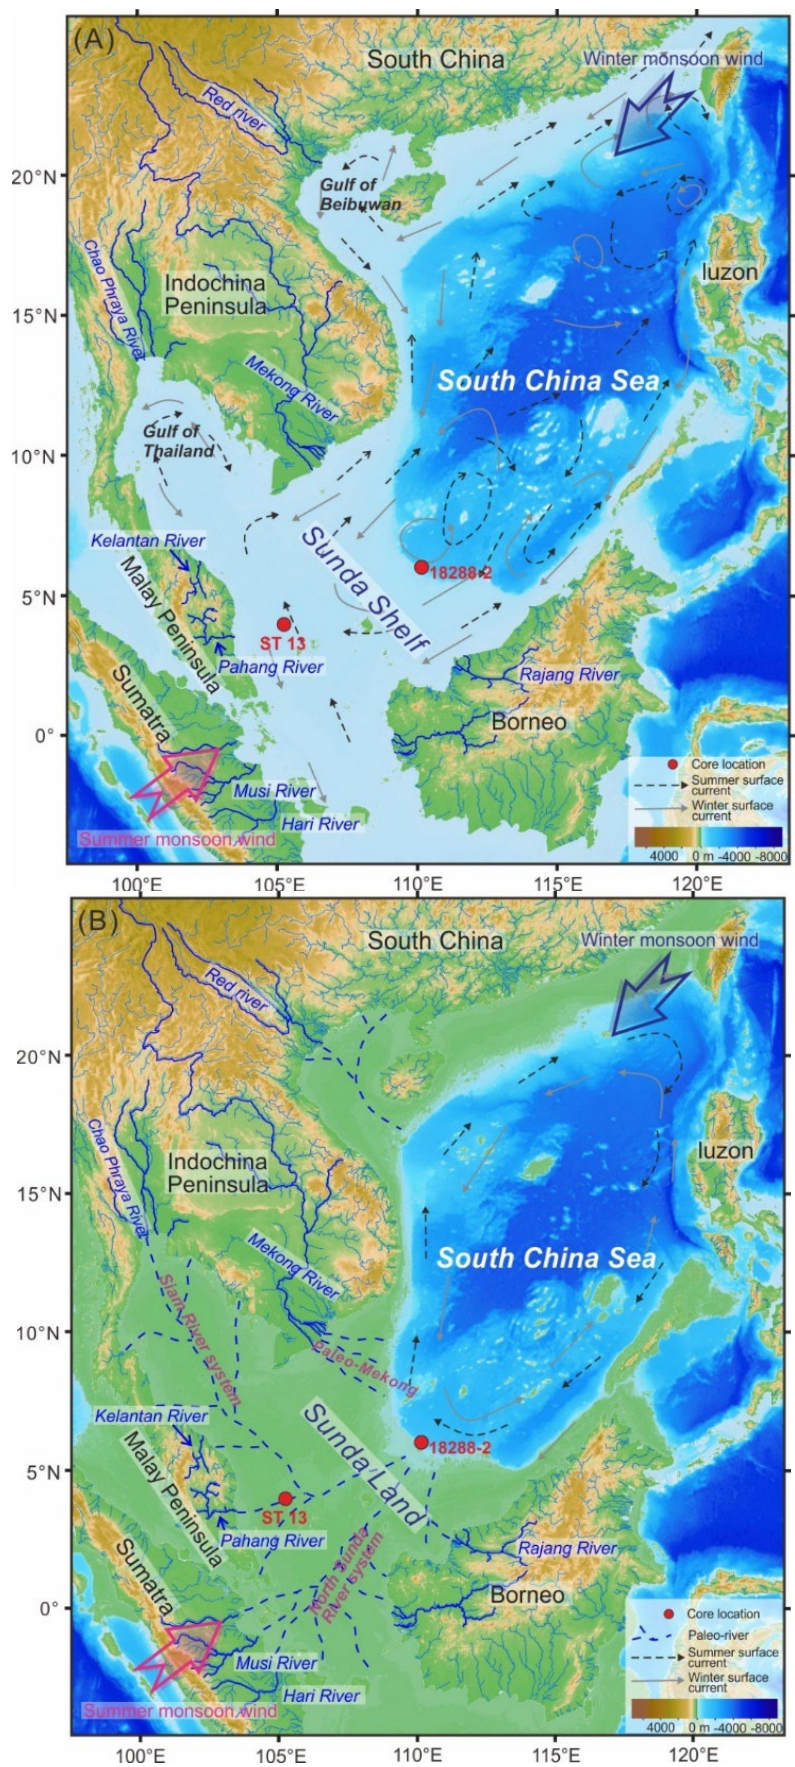 (A)
South China
Winter monsoon wind
Red river
20°N
Gulf of
Beibuwan
Chao Phraya River
Indochina
Peninsula
luzon
15°N
Mekong River
South China Sea
10°N
Gulf of
Thailand
Kelantan River
Sunda Shelf
18288-2
5°N
Malay Peninsula
ST 13
Pahang River
Sumatra
Rajang River
0°
Borneo
Musi River
Hari River
Summer monsoon wind
Core location
Summer surface
current
Winter surface
current
4000 0 m -4000 -8000
100°E 105°E 110°E 115°E 120°E
(B)
South China
Winter monsoon wind
Red river
20°N
Chao Phraya River
Indochina
Peninsula
luzon
15°N
Mekong River
South China Sea
Siam River system
10°N
Paleo-Mekong
Kelantan River
Sunda Land
18288-2
5°N
Malay Peninsula
ST 13
Pahang River
North Sunda
River system
Sumatra
Rajang River
0°
Borneo
Musi River
Hari River
Summer monsoon wind
Core location
Paleo-river
Summer surface
current
Winter surface
current
4000 0 m -4000 -8000
100°E 105°E 110°E 115°E 120°E